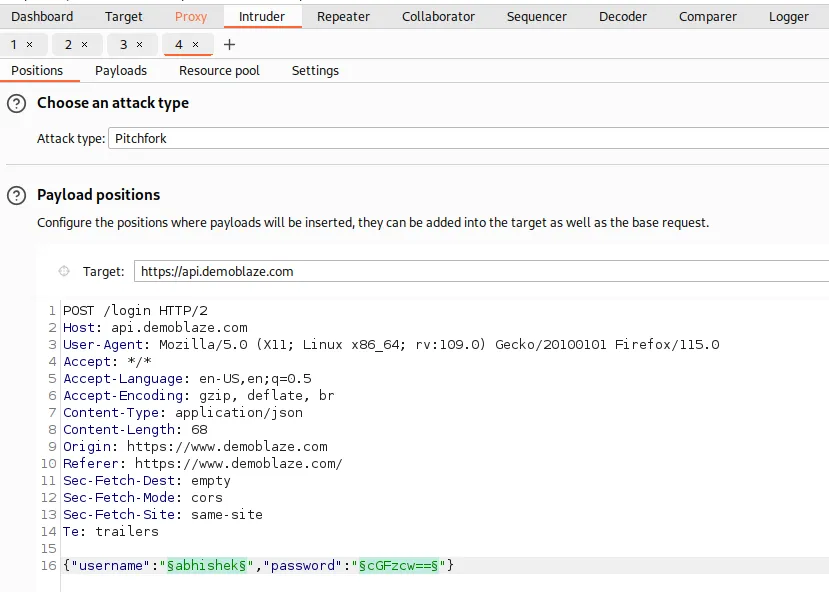 Dashboard Target Proxy Intruder Repeater Collaborator Sequencer Decoder Comparer Logger
1 × 2 × 3 × 4 × +
Positions Payloads Resource pool Settings
? Choose an attack type
Attack type: Pitchfork
? Payload positions
Configure the positions where payloads will be inserted, they can be added into the target as well as the base request.
Target: https://api.demoblaze.com
1 POST /login HTTP/2
2 Host: api.demoblaze.com
3 User-Agent: Mozilla/5.0 (X11; Linux x86_64; rv:109.0) Gecko/20100101 Firefox/115.0
4 Accept: */*
5 Accept-Language: en-US,en;q=0.5
6 Accept-Encoding: gzip, deflate, br
7 Content-Type: application/json
8 Content-Length: 68
9 Origin: https://www.demoblaze.com
10 Referer: https://www.demoblaze.com/
11 Sec-Fetch-Dest: empty
12 Sec-Fetch-Mode: cors
13 Sec-Fetch-Site: same-site
14 Te: trailers
15
16 {"username":"§abhishek§","password":"§cGFzcw==§"}